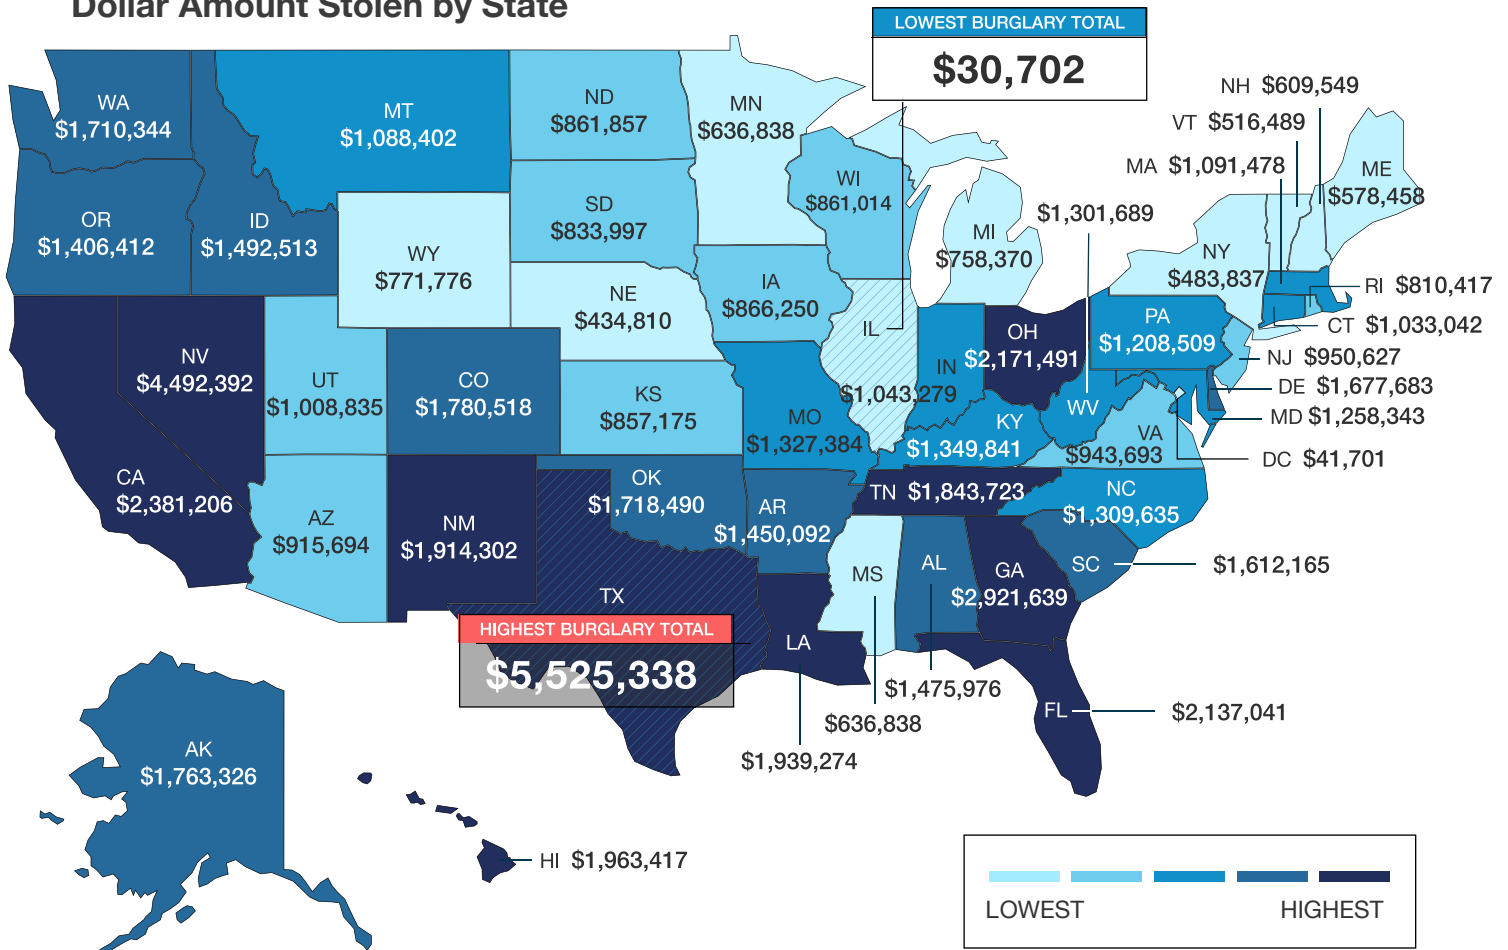 Dollar Amount Stolen by State
LOWEST BURGLARY TOTAL
$30,702
NH $609,549
VT $516,489
MA $1,091,478
WA
$1,710,344
MT
$1,088,402
ND
$861,857
MN
$636,838
ME
$578,458
OR
$1,406,412
ID
$1,492,513
SD
$833,997
WI
$861,014
$1,301,689
WY
$771,776
MI
$758,370
NY
$483,837
RI $810,417
NE
$434,810
IA
$866,250
IL
$1,043,279
IN
OH
$2,171,491
PA
$1,208,509
CT $1,033,042
NV
$4,492,392
UT
$1,008,835
CO
$1,780,518
KS
$857,175
MO
$1,327,384
KY
$1,349,841
WV
VA
$943,693
NJ $950,627
DE $1,677,683
MD $1,258,343
DC $41,701
CA
$2,381,206
AZ
$915,694
NM
$1,914,302
OK
$1,718,490
AR
$1,450,092
TN $1,843,723
NC
$1,309,635
MS
AL
GA
$2,921,639
SC
$1,612,165
TX
HIGHEST BURGLARY TOTAL
$5,525,338
LA
$1,475,976
$636,838
$1,939,274
FL
$2,137,041
AK
$1,763,326
HI $1,963,417
LOWEST
HIGHEST